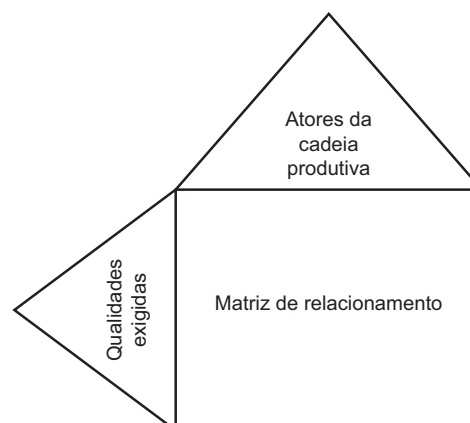 Atores da
cadeia
produtiva
Qualidades
exigidas
Matriz de relacionamento